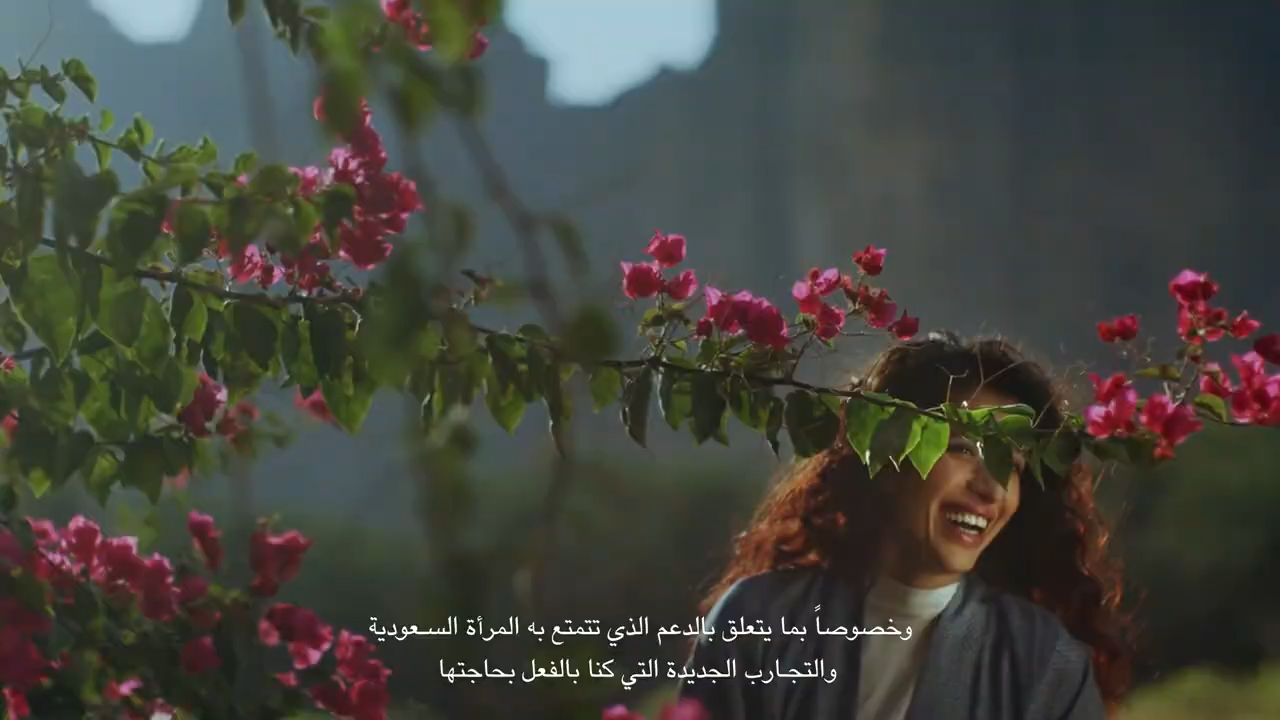 وخصوصاً بما يتعلق بالدعم الذي تتمتع به المرأة السعودية
والتجارب الجديدة التي كنا بالفعل بحاجتها